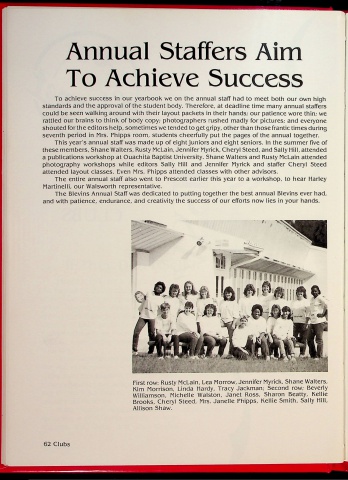 Annual Staffers Aim
To Achieve Success
To achieve success in our yearbook we on the annual staff had to meet both our own high
standards and the approval of the student body. Therefore, at deadline time many annual staffers
could be seen walking around with their layout packets in their hands; our patience wore thin; we
rattled our brains to think of body copy; photographers rushed madly for pictures; and everyone
shouted for the editors help, sometimes we tended to get gripy, other than those frantic times during
seventh period in Mrs. Phipps room, students cheerfully put the pages of the annual together.
This year's annual staff was made up of eight juniors and eight seniors. In the summer five of
these members, Shane Walters, Rusty McLain, Jennifer Myrick, Cheryl Steed, and Sally Hill, attended
a publications workshop at Ouachita Baptist University. Shane Walters and Rusty McLain attended
photography workshops while editors Sally Hill and Jennifer Myrick and staffer Cheryl Steed
attended layout classes. Even Mrs. Phipps attended classes with other advisors.
The entire annual staff also went to Prescott earlier this year to a workshop, to hear Harley
Martinelli, our Walsworth representative.
The Blevins Annual Staff was dedicated to putting together the best annual Blevins ever had,
and with patience, endurance, and creativity the success of our efforts now lies in your hands.
First row: Rusty McLain, Lea Morrow, Jennifer Myrick, Shane Walters,
Kim Morrison, Linda Hardy, Tracy Jackman; Second row: Beverly
Williamson, Michelle Walston, Janet Ross, Sharon Beatty, Kellie
Brooks, Cheryl Steed, Mrs. Janelle Phipps, Kellie Smith, Sally Hill,
Allison Shaw.
62 Clubs